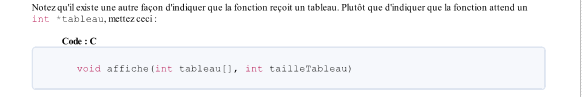 Notez qu'il existe une autre façon d'indiquer que la fonction reçoit un tableau. Plutôt que d'indiquer que la fonction attend un
int *tableau, mettez ceci :
Code : C
void affiche(int tableau[], int tailleTableau)